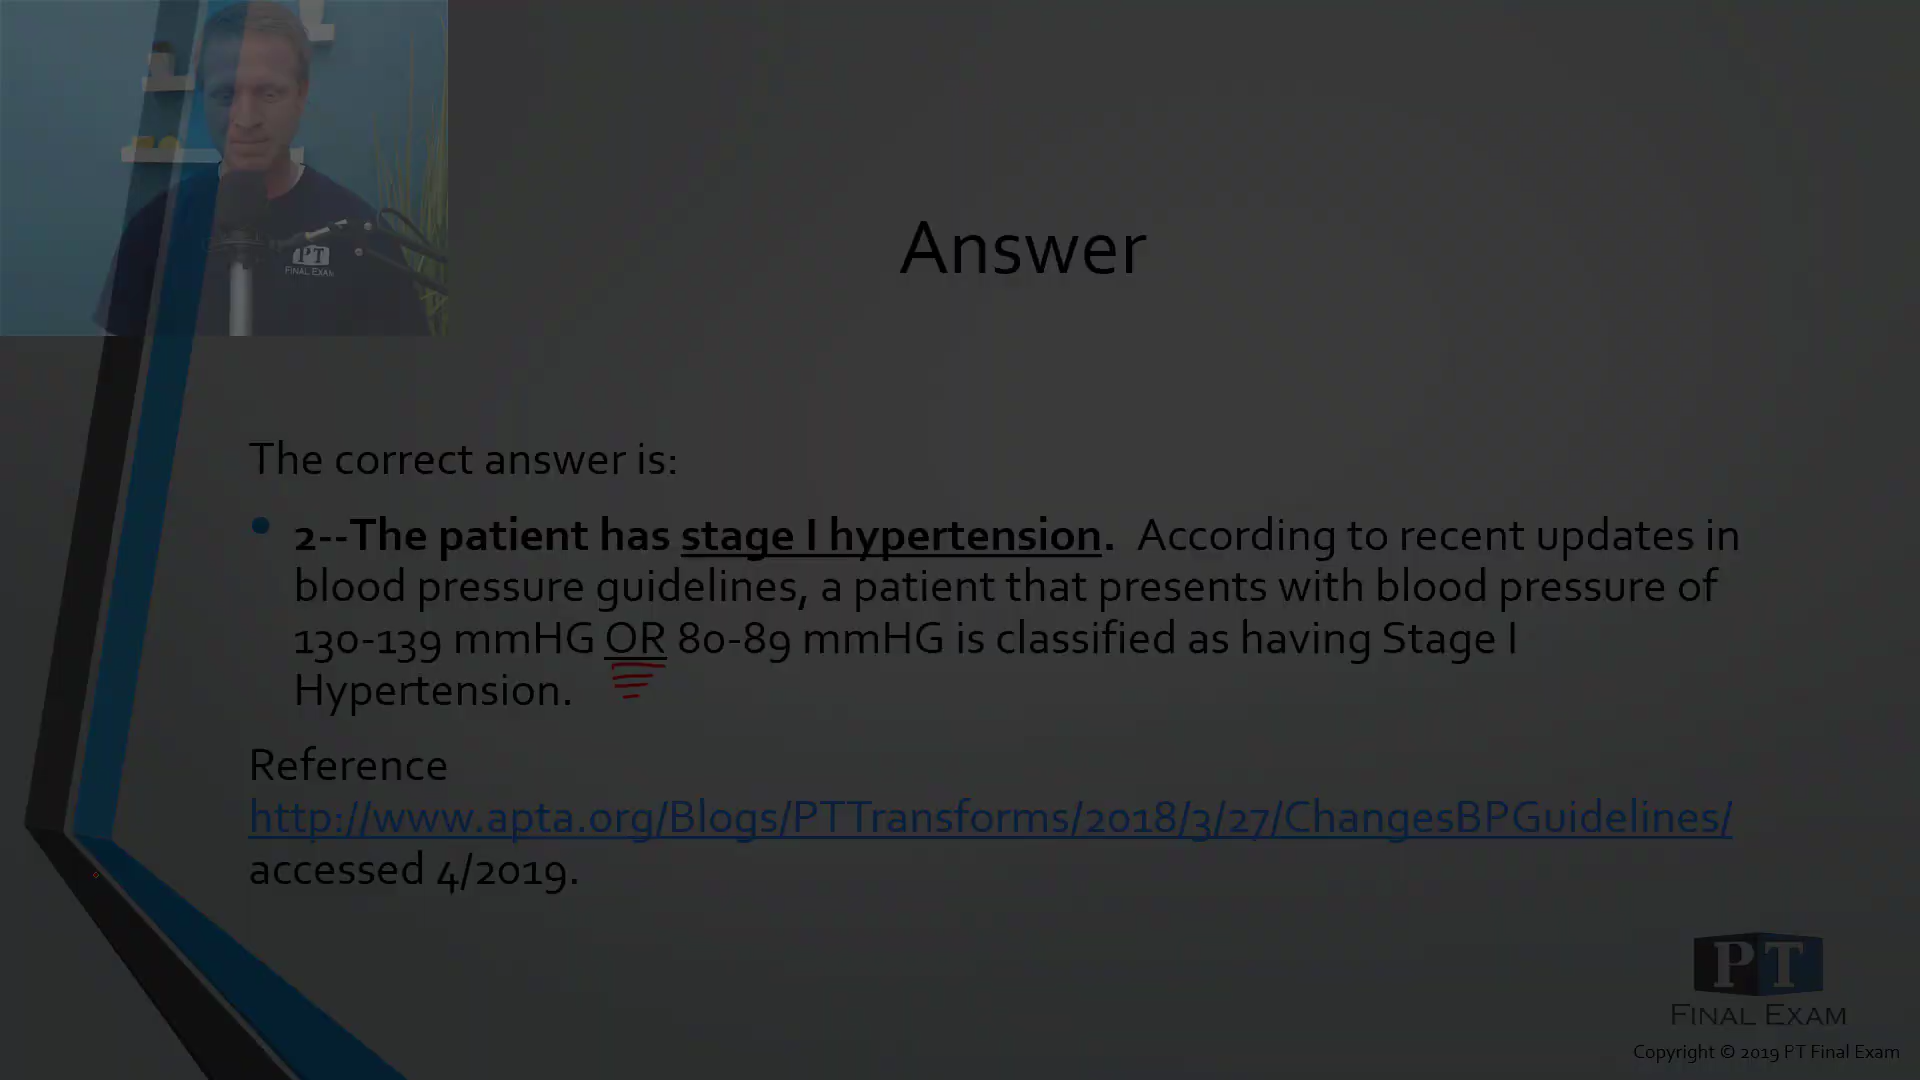 PT
FINAL EXAM
Answer
The correct answer is:
• 2--The patient has stage I hypertension. According to recent updates in
blood pressure guidelines, a patient that presents with blood pressure of
130-139 mmHG OR 80-89 mmHG is classified as having Stage I
Hypertension.
Reference
http://www.apta.org/Blogs/PTTransforms/2018/3/27/ChangesBPGuidelines/
accessed 4/2019.
PT
FINAL EXAM
Copyright © 2019 PT Final Exam